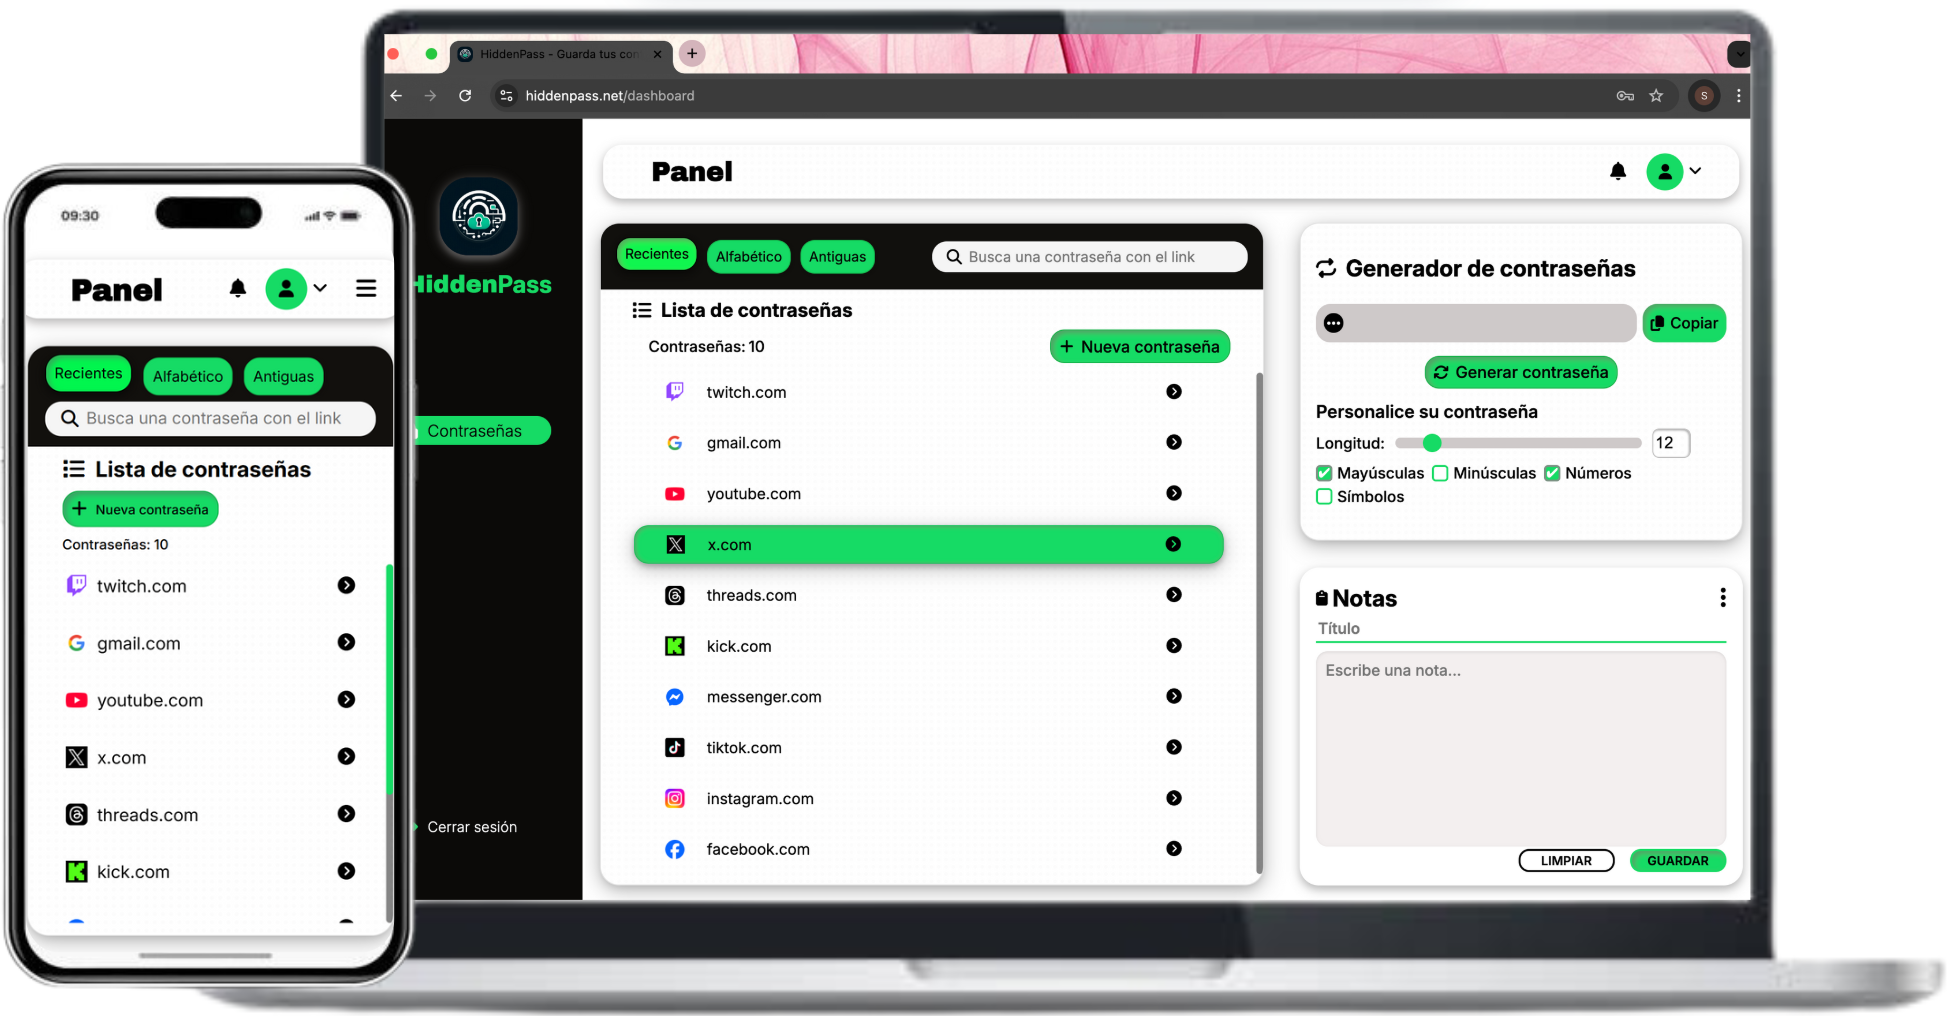 HiddenPass - Guarda tus con
hiddenpass.net/dashboard
S
HiddenPass
Contraseñas
Cerrar sesión
Panel
Recientes
Alfabético
Antiguas
Busca una contraseña con el link
Lista de contraseñas
Contraseñas: 10
+ Nueva contraseña
twitch.com
gmail.com
youtube.com
x.com
threads.com
kick.com
messenger.com
tiktok.com
instagram.com
facebook.com
Generador de contraseñas
Copiar
Generar contraseña
Personalice su contraseña
Longitud:
12
Mayúsculas
Minúsculas
Números
Símbolos
Notas
Título
Escribe una nota...
LIMPIAR
GUARDAR
09:30
Panel
Recientes
Alfabético
Antiguas
Busca una contraseña con el link
Lista de contraseñas
+ Nueva contraseña
Contraseñas: 10
twitch.com
gmail.com
youtube.com
x.com
threads.com
kick.com